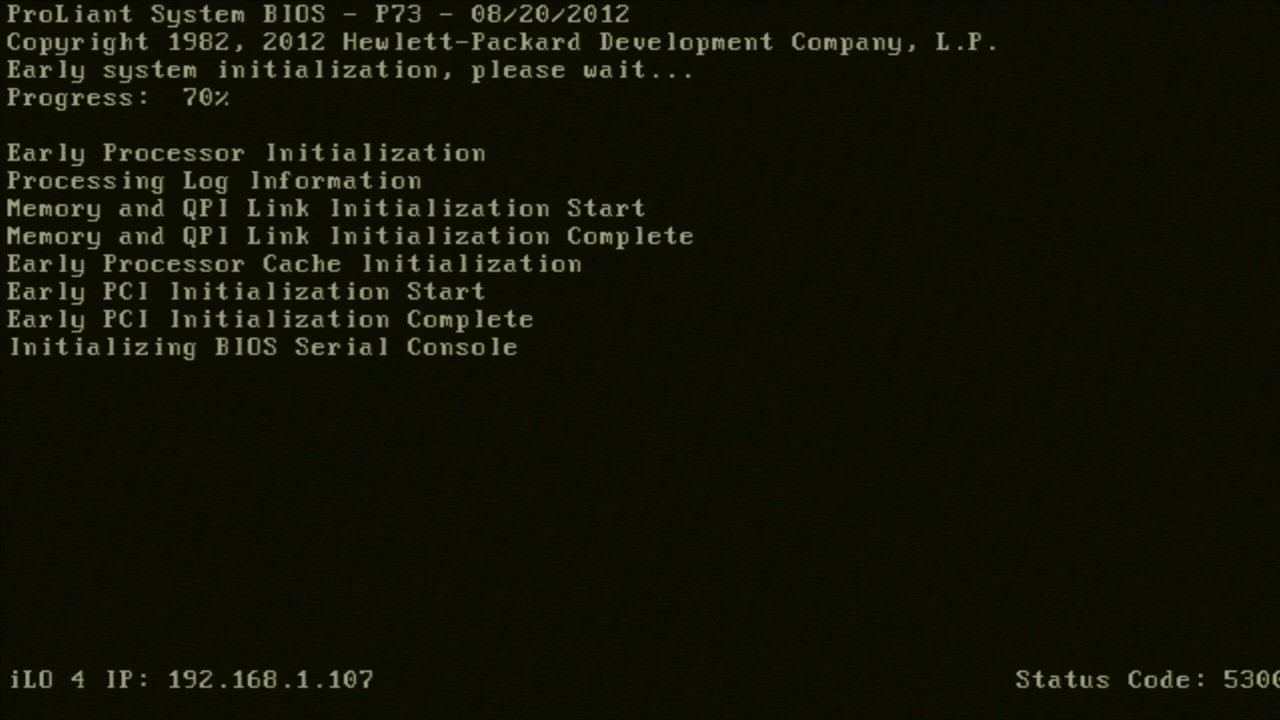 ProLiant System BIOS - P73 - 08/20/2012
Copyright 1982, 2012 Hewlett-Packard Development Company, L.P.
Early system initialization, please wait...
Progress:  70%
Early Processor Initialization
Processing Log Information
Memory and QPI Link Initialization Start
Memory and QPI Link Initialization Complete
Early Processor Cache Initialization
Early PCI Initialization Start
Early PCI Initialization Complete
Initializing BIOS Serial Console
iLO 4 IP: 192.168.1.107
Status Code: 5300